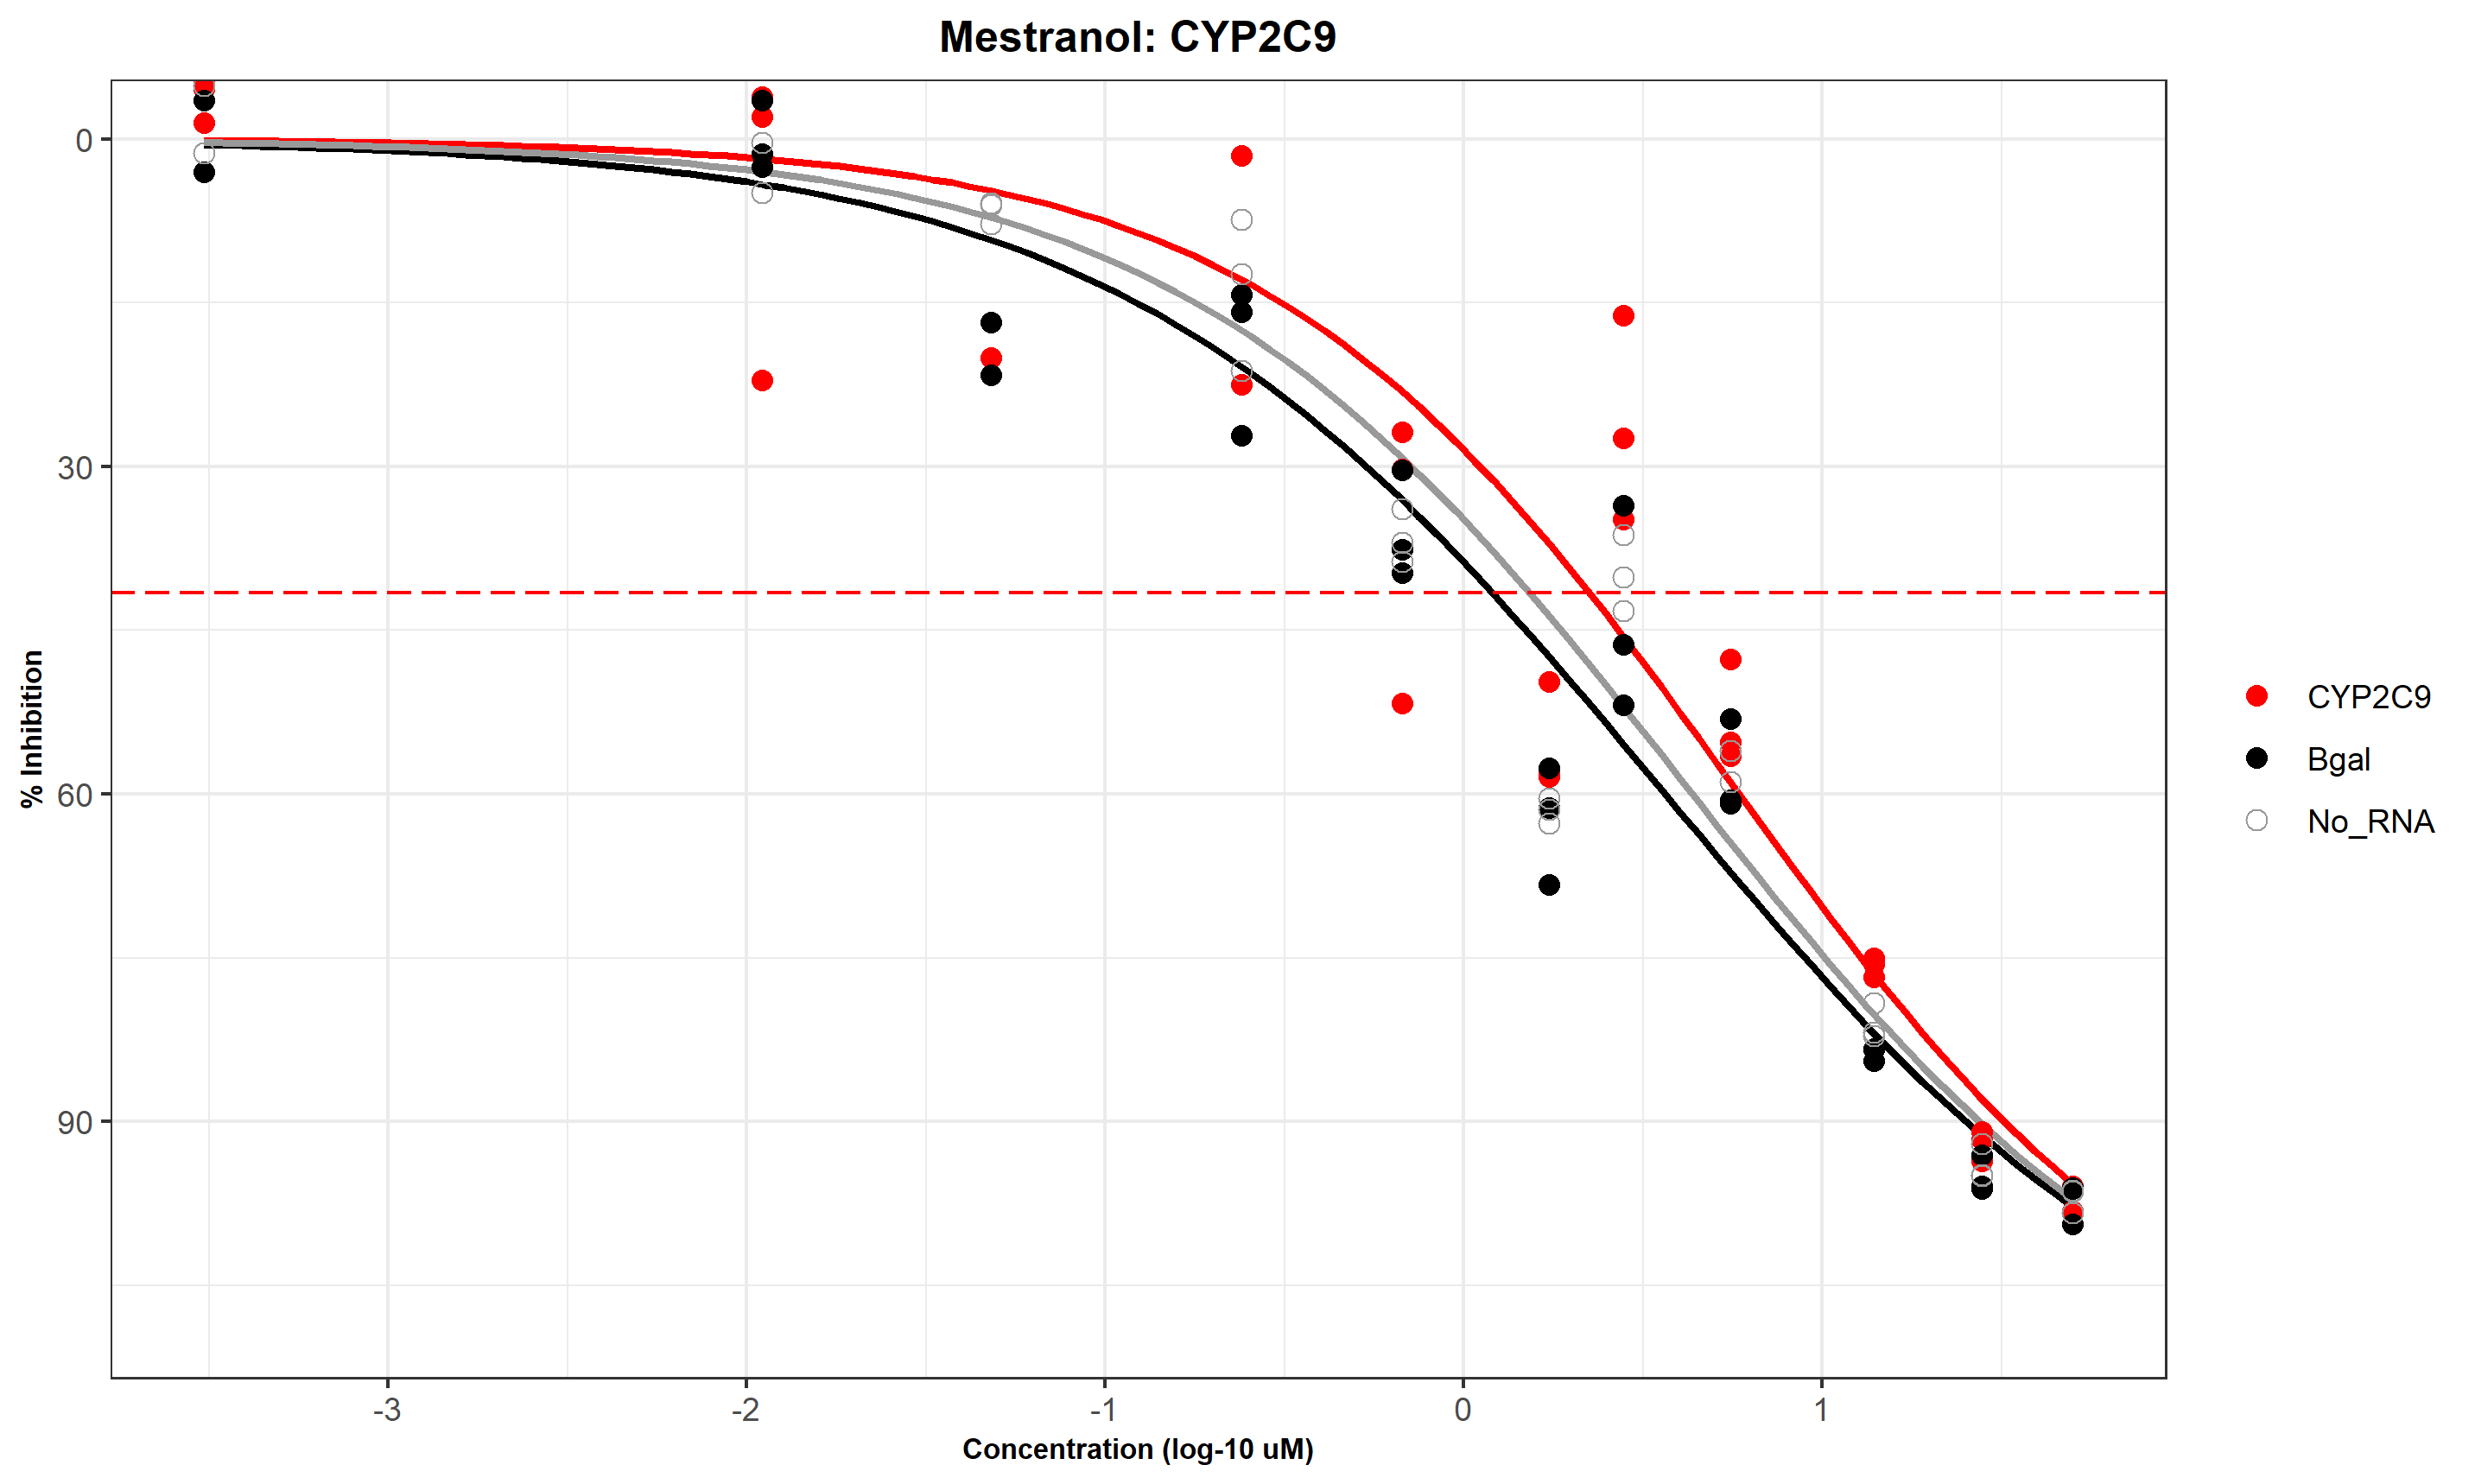 Mestranol: CYP2C9
0
30
60
90
% Inhibition
-3
-2
-1
0
1
Concentration (log-10 uM)
CYP2C9
Bgal
No_RNA